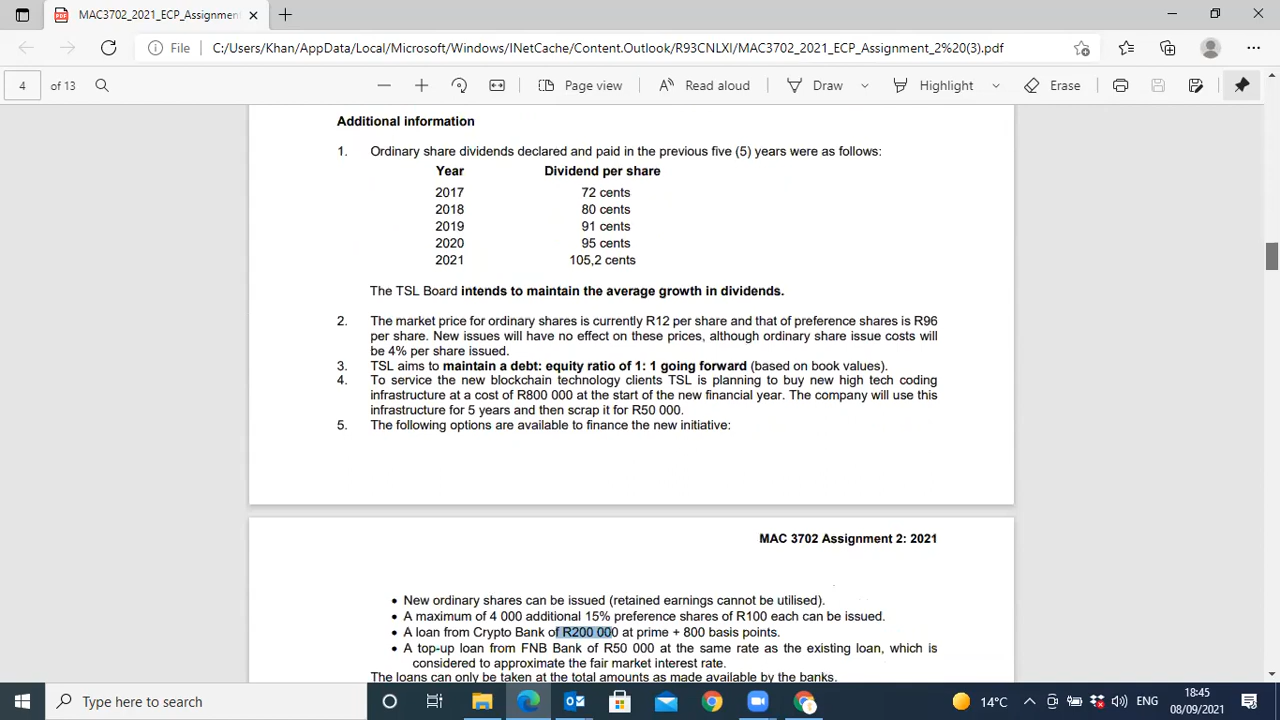 MAC3702_2021_ECP_Assignment
File C:/Users/Khan/AppData/Local/Microsoft/Windows/INetCache/Content.Outlook/R93CNLXI/MAC3702_2021_ECP_Assignment_2%20(3).pdf
4 of 13 Page view Read aloud Draw Highlight Erase
Additional information
1. Ordinary share dividends declared and paid in the previous five (5) years were as follows:
Year Dividend per share
2017 72 cents
2018 80 cents
2019 91 cents
2020 95 cents
2021 105,2 cents
The TSL Board intends to maintain the average growth in dividends.
2. The market price for ordinary shares is currently R12 per share and that of preference shares is R96
per share. New issues will have no effect on these prices, although ordinary share issue costs will
be 4% per share issued.
3. TSL aims to maintain a debt: equity ratio of 1: 1 going forward (based on book values).
4. To service the new blockchain technology clients TSL is planning to buy new high tech coding
infrastructure at a cost of R800 000 at the start of the new financial year. The company will use this
infrastructure for 5 years and then scrap it for R50 000.
5. The following options are available to finance the new initiative:
MAC 3702 Assignment 2: 2021
• New ordinary shares can be issued (retained earnings cannot be utilised).
• A maximum of 4 000 additional 15% preference shares of R100 each can be issued.
• A loan from Crypto Bank of R200 000 at prime + 800 basis points.
• A top-up loan from FNB Bank of R50 000 at the same rate as the existing loan, which is
considered to approximate the fair market interest rate.
The loans can only be taken at the total amounts as made available by the banks.
Type here to search
14°C ENG 18:45
08/09/2021